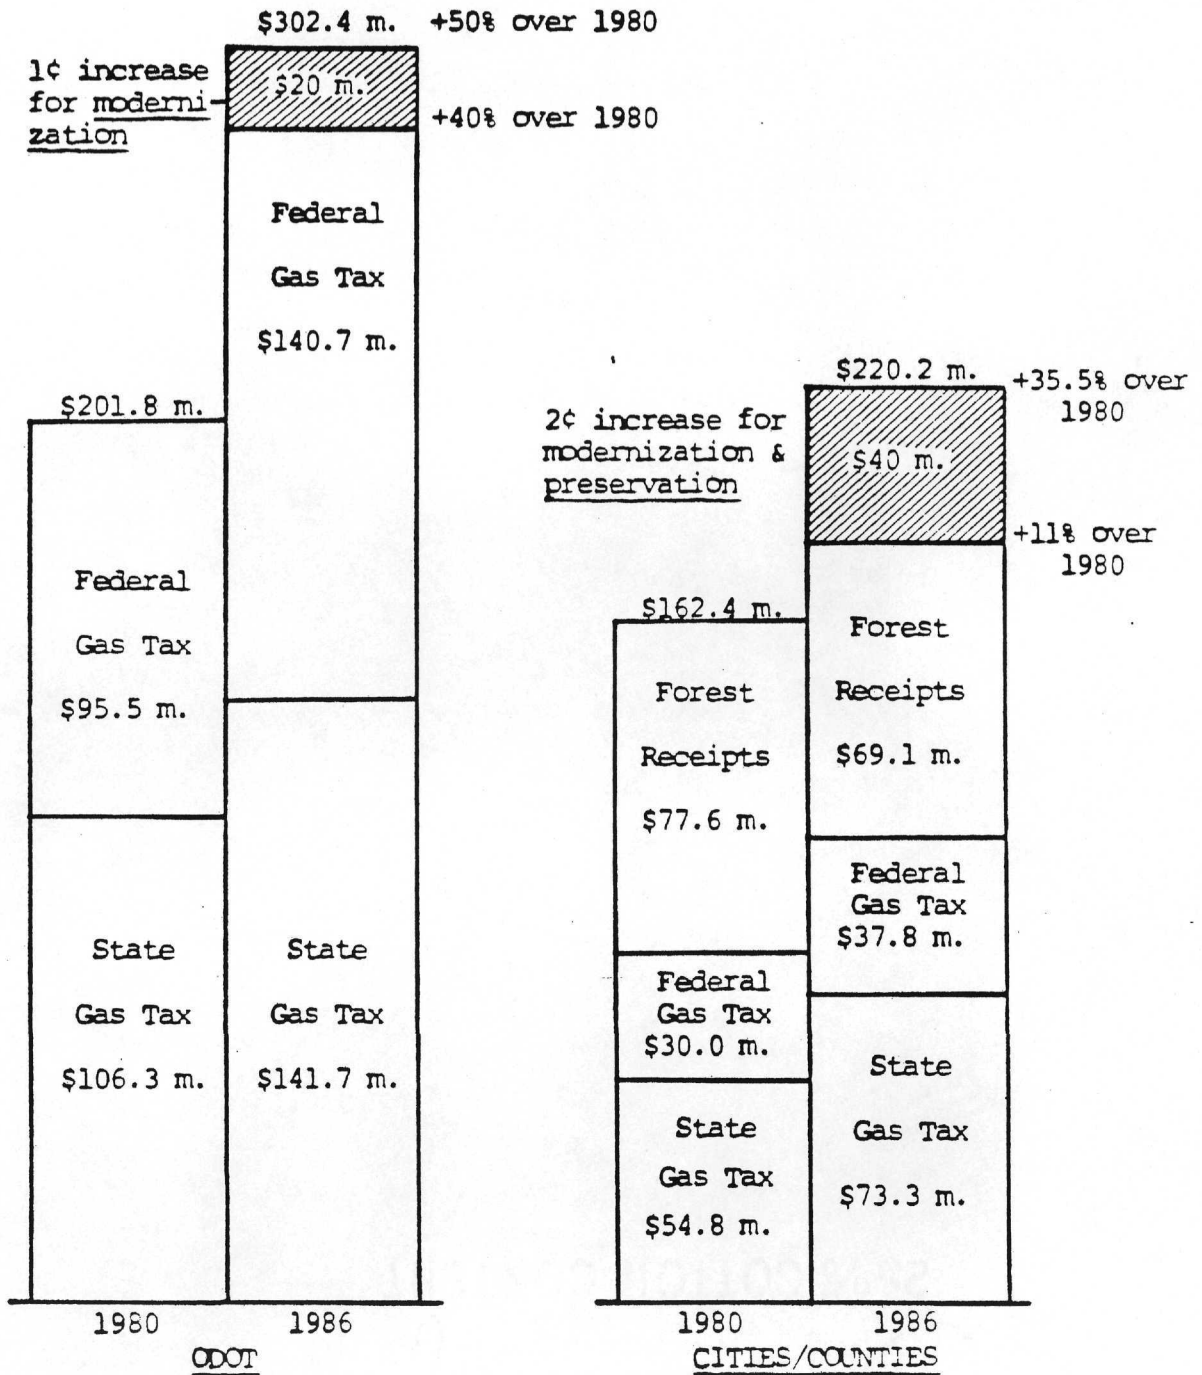 $302.4 m. +50% over 1980
1¢ increase
for moderni-
zation
$20 m.
+40% over 1980
Federal
Gas Tax
$140.7 m.
$201.8 m.
Federal
Gas Tax
$95.5 m.
State
Gas Tax
$106.3 m.
State
Gas Tax
$141.7 m.
1980
1986
ODOT
$220.2 m.
+35.5% over
1980
2¢ increase for
modernization &
preservation
$40 m.
+11% over
1980
$162.4 m.
Forest
Receipts
$77.6 m.
Forest
Receipts
$69.1 m.
Federal
Gas Tax
$30.0 m.
Federal
Gas Tax
$37.8 m.
State
Gas Tax
$54.8 m.
State
Gas Tax
$73.3 m.
1980
1986
CITIES/COUNTIES